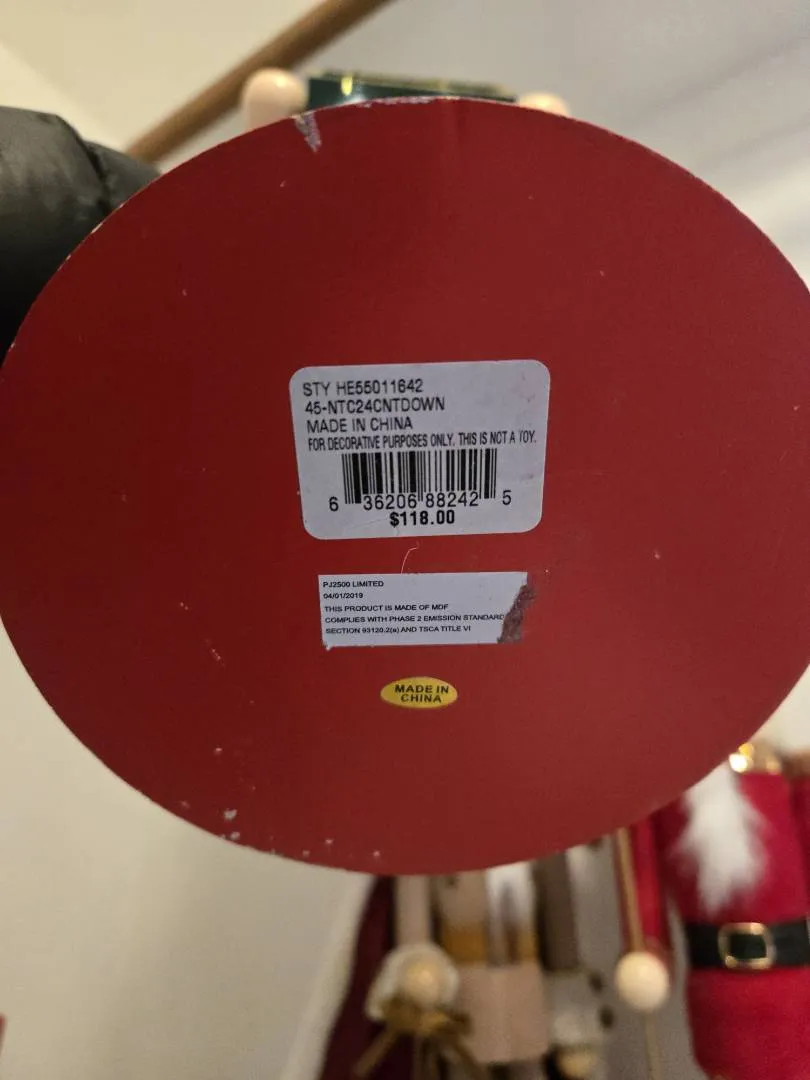 STY HE55011642
45-NTC24CNTDOWN
MADE IN CHINA
FOR DECORATIVE PURPOSES ONLY. THIS IS NOT A TOY.
6 36206 88242 5
$118.00
PJ2500 LIMITED
04/01/2019
THIS PRODUCT IS MADE OF MDF
COMPLIES WITH PHASE 2 EMISSION STANDARD
SECTION 93120.2(a) AND TSCA TITLE VI
MADE IN
CHINA